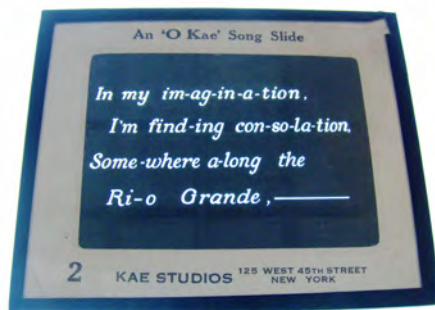 An 'O Kae' Song Slide
In my im-ag-in-a-tion,
I'm find-ing con-so-la-tion,
Some-where a-long the
Ri-o Grande,———
2 KAE STUDIOS 125 WEST 45TH STREET
NEW YORK